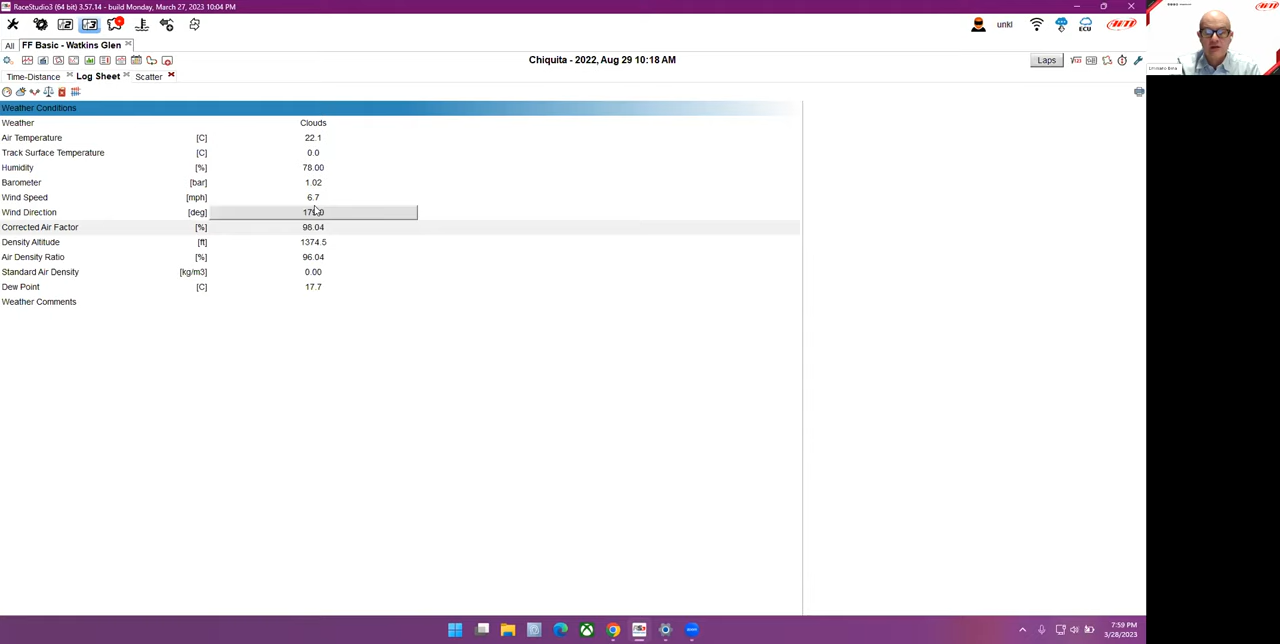 RaceStudio3 (64 bit) 3.57.14 - build Monday, March 27, 2023 10:04 PM
unkl
ECU
All
FF Basic - Watkins Glen
Chiquita - 2022, Aug 29 10:18 AM
Laps
Time-Distance
Log Sheet
Scatter
Weather Conditions
Weather Clouds
Air Temperature [C] 22.1
Track Surface Temperature [C] 0.0
Humidity [%] 78.00
Barometer [bar] 1.02
Wind Speed [mph] 6.7
Wind Direction [deg]
Corrected Air Factor [%] 98.04
Density Altitude [ft] 1374.5
Air Density Ratio [%] 96.04
Standard Air Density [kg/m3] 0.00
Dew Point [C] 17.7
Weather Comments
7:59 PM
3/28/2023